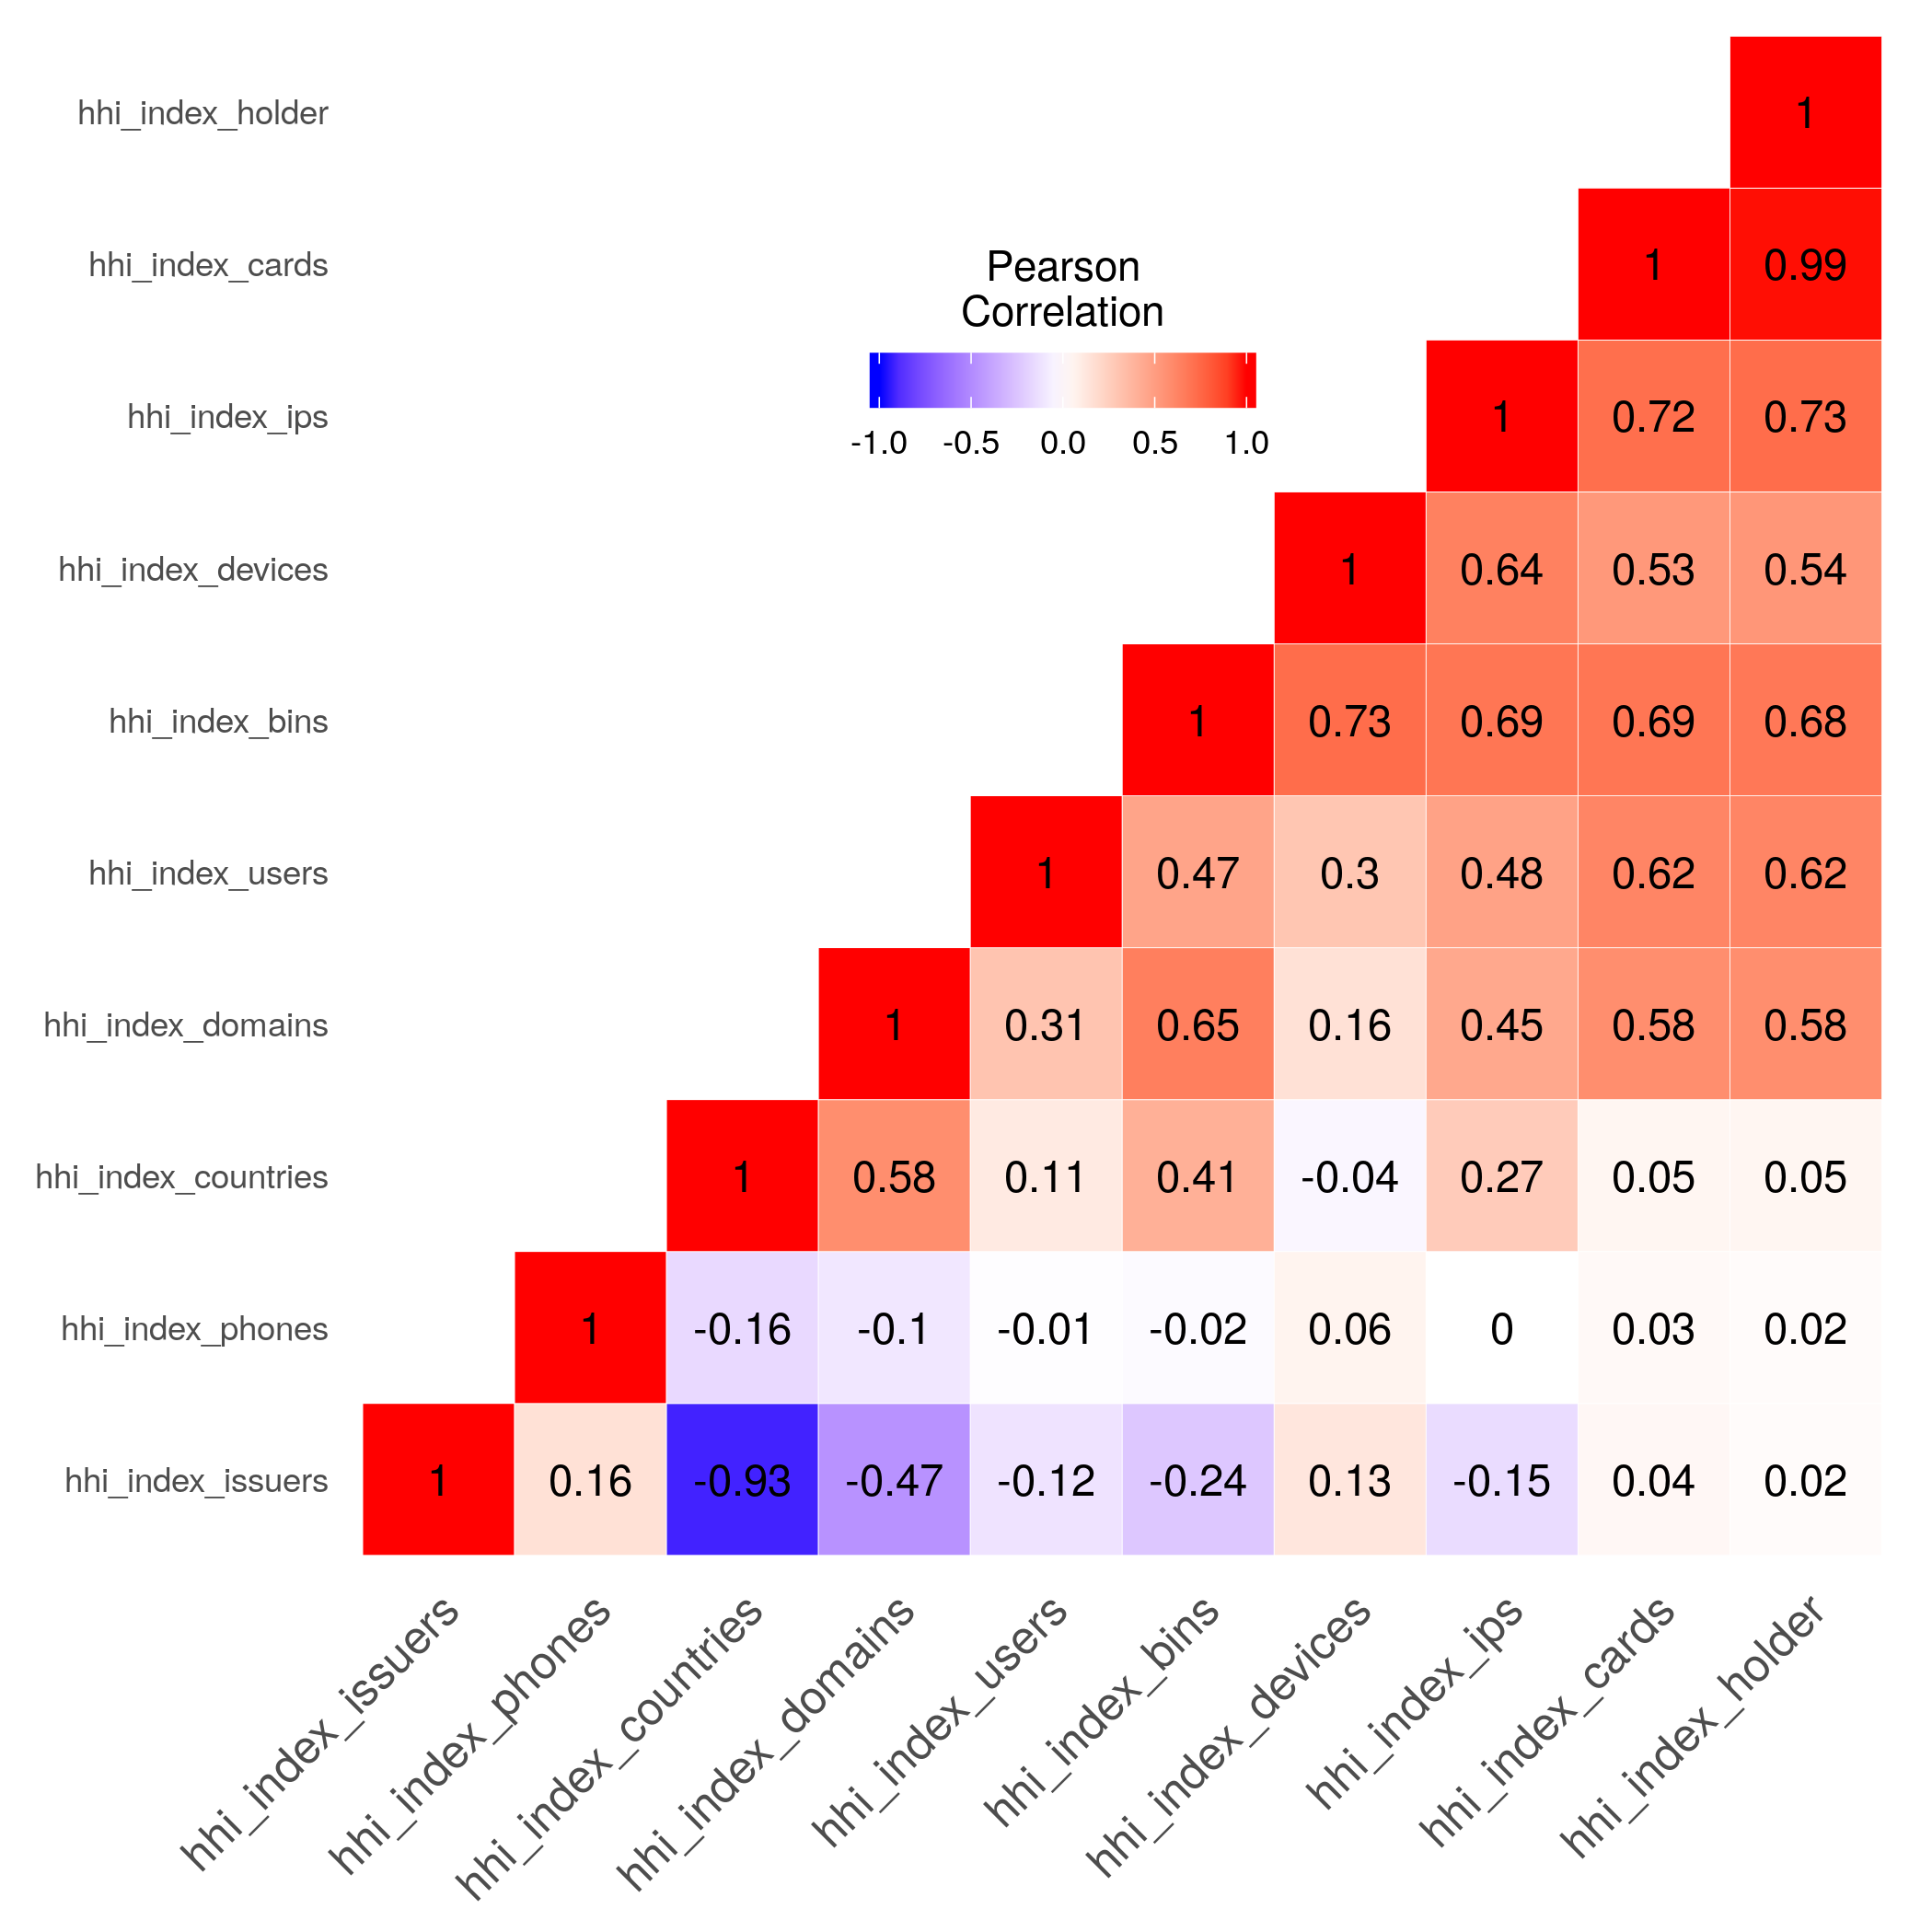 hhi_index_holder
1
hhi_index_cards
1 0.99
Pearson
Correlation
-1.0 -0.5 0.0 0.5 1.0
hhi_index_ips
1 0.72 0.73
hhi_index_devices
1 0.64 0.53 0.54
hhi_index_bins
1 0.73 0.69 0.69 0.68
hhi_index_users
1 0.47 0.3 0.48 0.62 0.62
hhi_index_domains
1 0.31 0.65 0.16 0.45 0.58 0.58
hhi_index_countries
1 0.58 0.11 0.41 -0.04 0.27 0.05 0.05
hhi_index_phones
1 -0.16 -0.1 -0.01 -0.02 0.06 0 0.03 0.02
hhi_index_issuers
1 0.16 -0.93 -0.47 -0.12 -0.24 0.13 -0.15 0.04 0.02
hhi_index_issuers
hhi_index_phones
hhi_index_countries
hhi_index_domains
hhi_index_users
hhi_index_bins
hhi_index_devices
hhi_index_ips
hhi_index_cards
hhi_index_holder